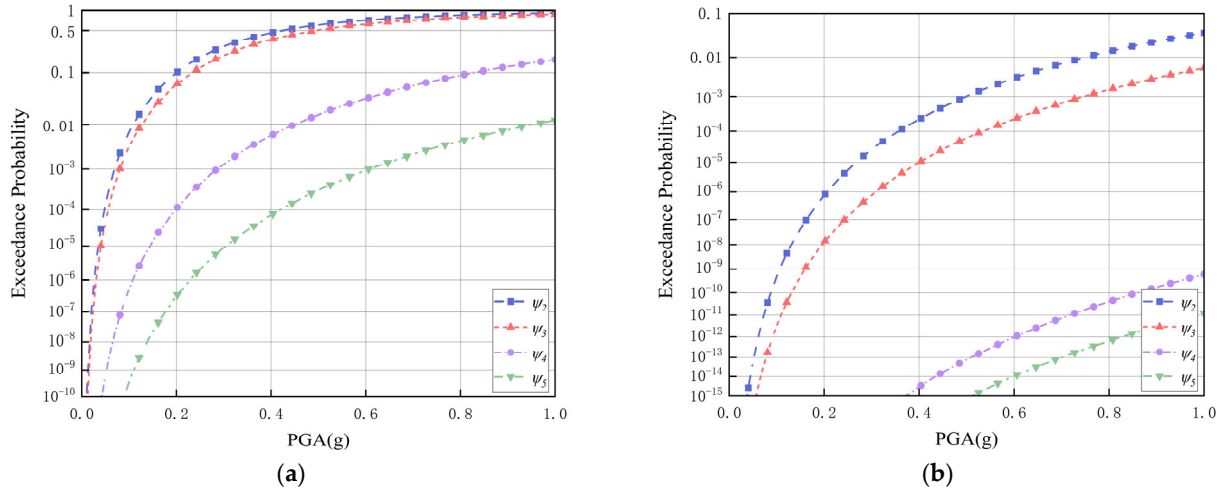 Exceedance Probability
1
0.5
0.1
0.01
10⁻³
10⁻⁴
10⁻⁵
10⁻⁶
10⁻⁷
10⁻⁸
10⁻⁹
10⁻¹⁰
ψ₂
ψ₃
ψ₄
ψ₅
0.0 0.2 0.4 0.6 0.8 1.0
PGA(g)
(a)
Exceedance Probability
0.1
0.01
10⁻³
10⁻⁴
10⁻⁵
10⁻⁶
10⁻⁷
10⁻⁸
10⁻⁹
10⁻¹⁰
10⁻¹¹
10⁻¹²
10⁻¹³
10⁻¹⁴
10⁻¹⁵
ψ₂
ψ₃
ψ₄
ψ₅
0.0 0.2 0.4 0.6 0.8 1.0
PGA(g)
(b)